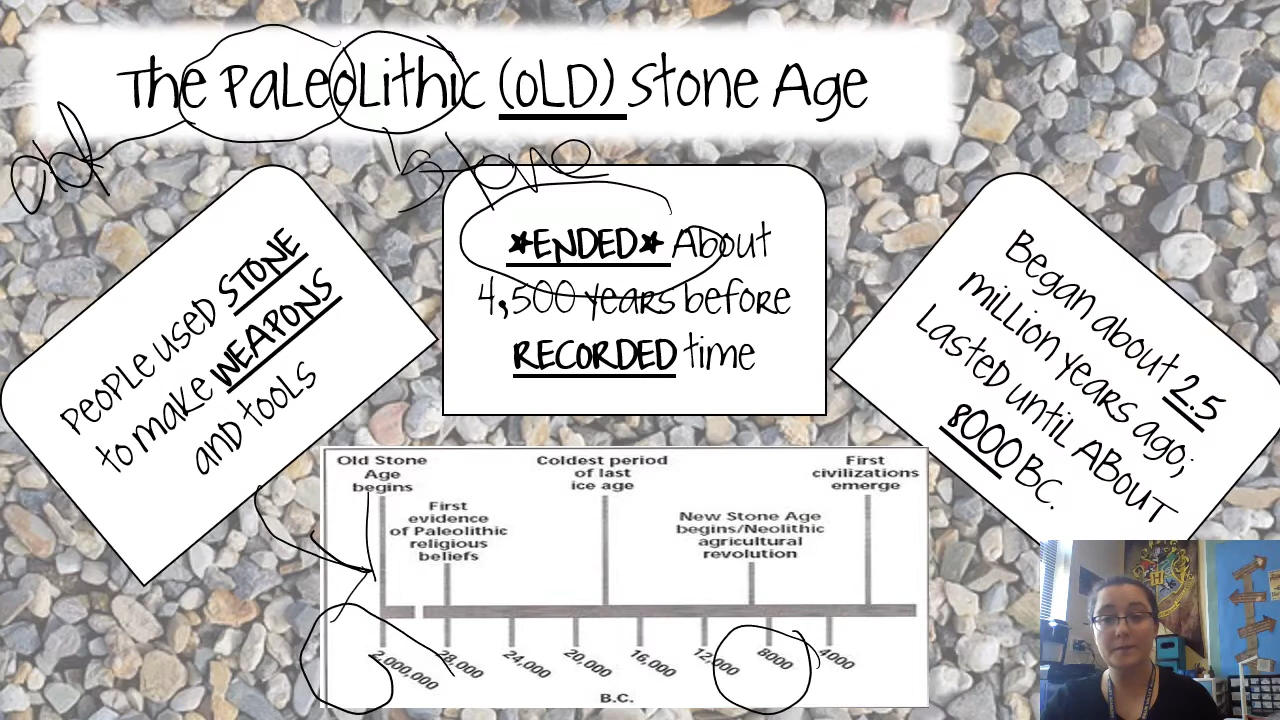 The Paleolithic (OLD) Stone Age
old
stone
People used STONE
to make WEAPONS
and tools
*ENDED* About
4,500 years before
RECORDED time
Began about 2.5
million years ago;
Lasted until About
8000 BC.
Old Stone
Age
begins
First
evidence
of Paleolithic
religious
beliefs
Coldest period
of last
ice age
New Stone Age
begins/Neolithic
agricultural
revolution
First
civilizations
emerge
2,000,000 28,000 24,000 20,000 16,000 12,000 8000 4000
B.C.